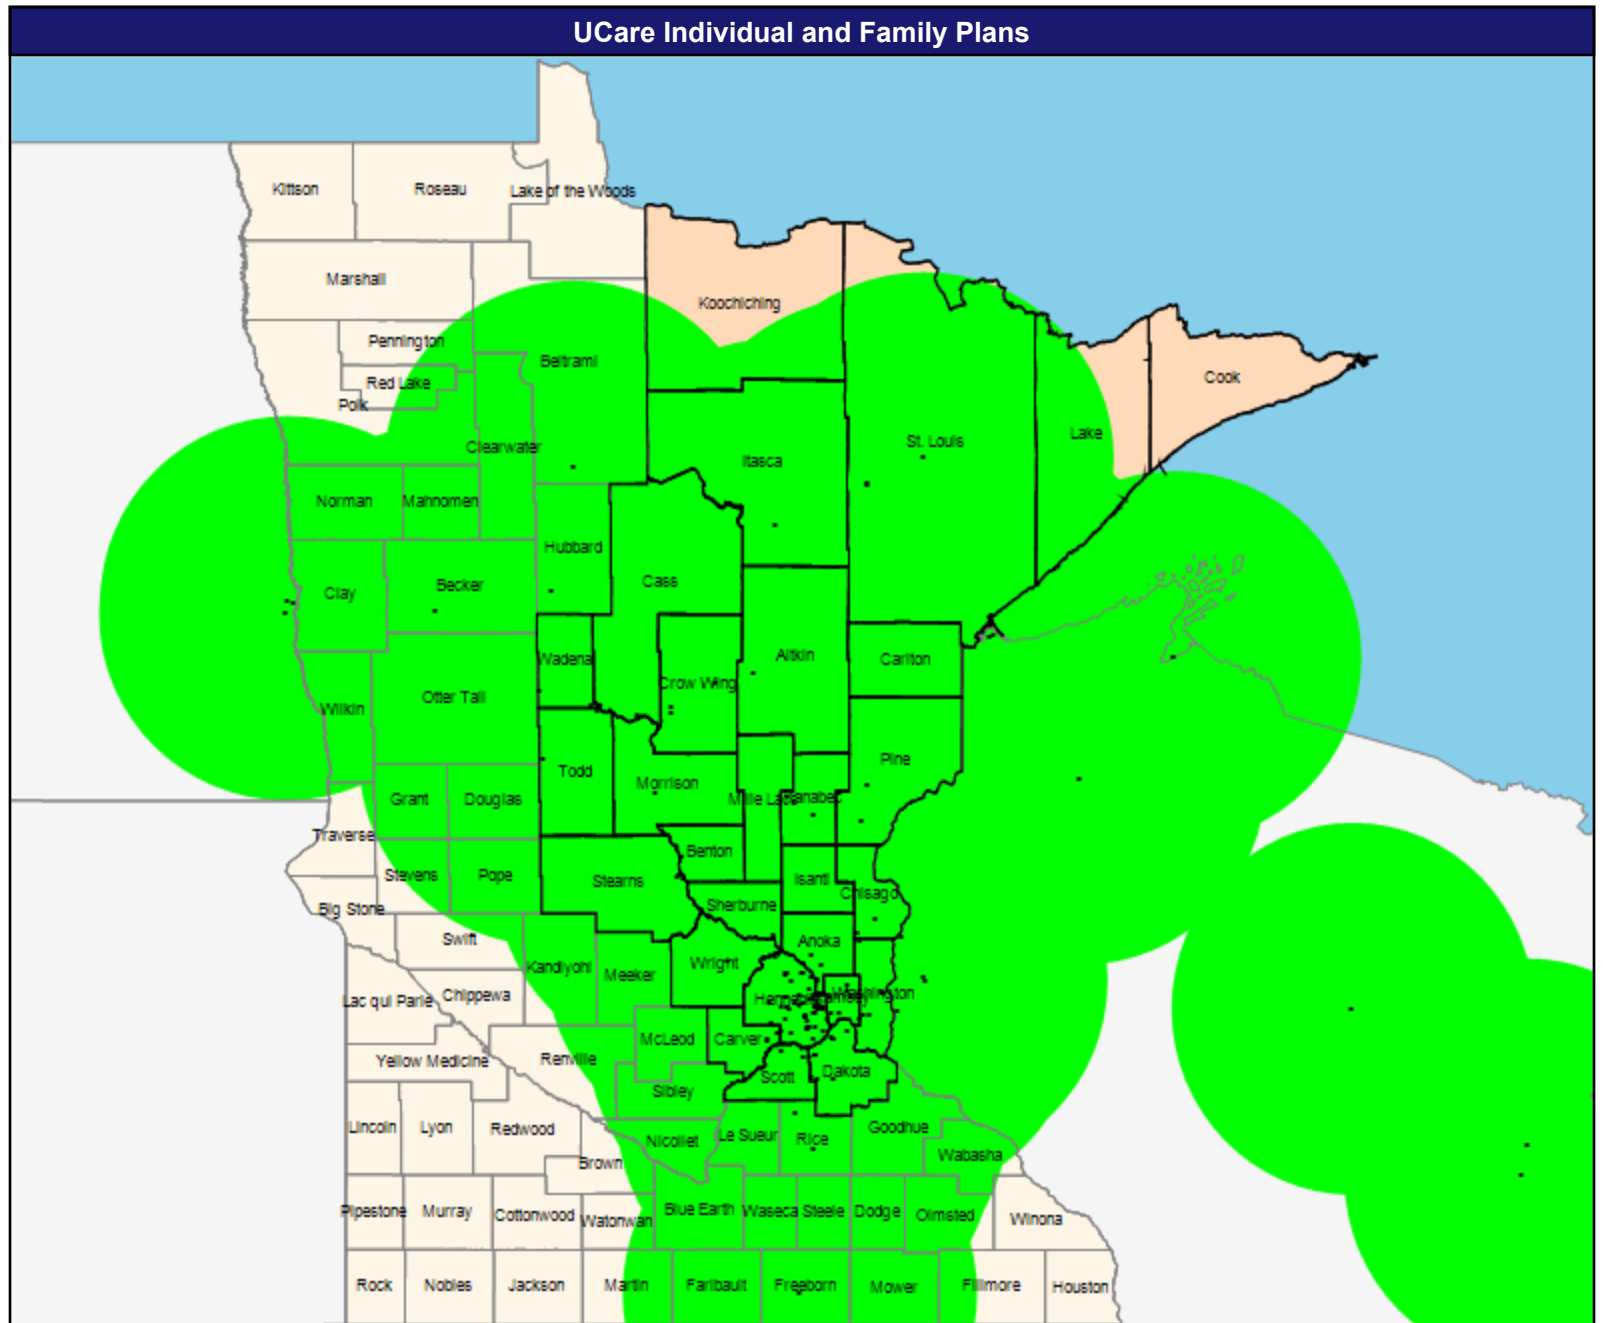 UCare Individual and Family Plans
Kittson
Roseau
Lake of the Woods
Marshall
Koochiching
Pennington
Beltrami
Red Lake
Polk
Cook
Clearwater
Lake
St. Louis
Itasca
Norman
Mahnomen
Hubbard
Cass
Clay
Becker
Wadena
Aitkin
Carlton
Crow Wing
Otter Tail
Wilkin
Pine
Todd
Morrison
Grant
Douglas
Mille Lacs
Kanabec
Traverse
Benton
Stevens
Pope
Stearns
Isanti
Chisago
Big Stone
Sherburne
Swift
Anoka
Kandiyohi
Meeker
Wright
Lac qui Parle
Chippewa
Hennepin
Ramsey
Washington
McLeod
Carver
Yellow Medicine
Renville
Scott
Dakota
Sibley
Lincoln
Lyon
Redwood
Nicollet
Le Sueur
Rice
Goodhue
Brown
Wabasha
Pipestone
Murray
Cottonwood
Watonwan
Blue Earth
Waseca
Steele
Dodge
Olmsted
Winona
Rock
Nobles
Jackson
Martin
Faribault
Freeborn
Mower
Fillmore
Houston